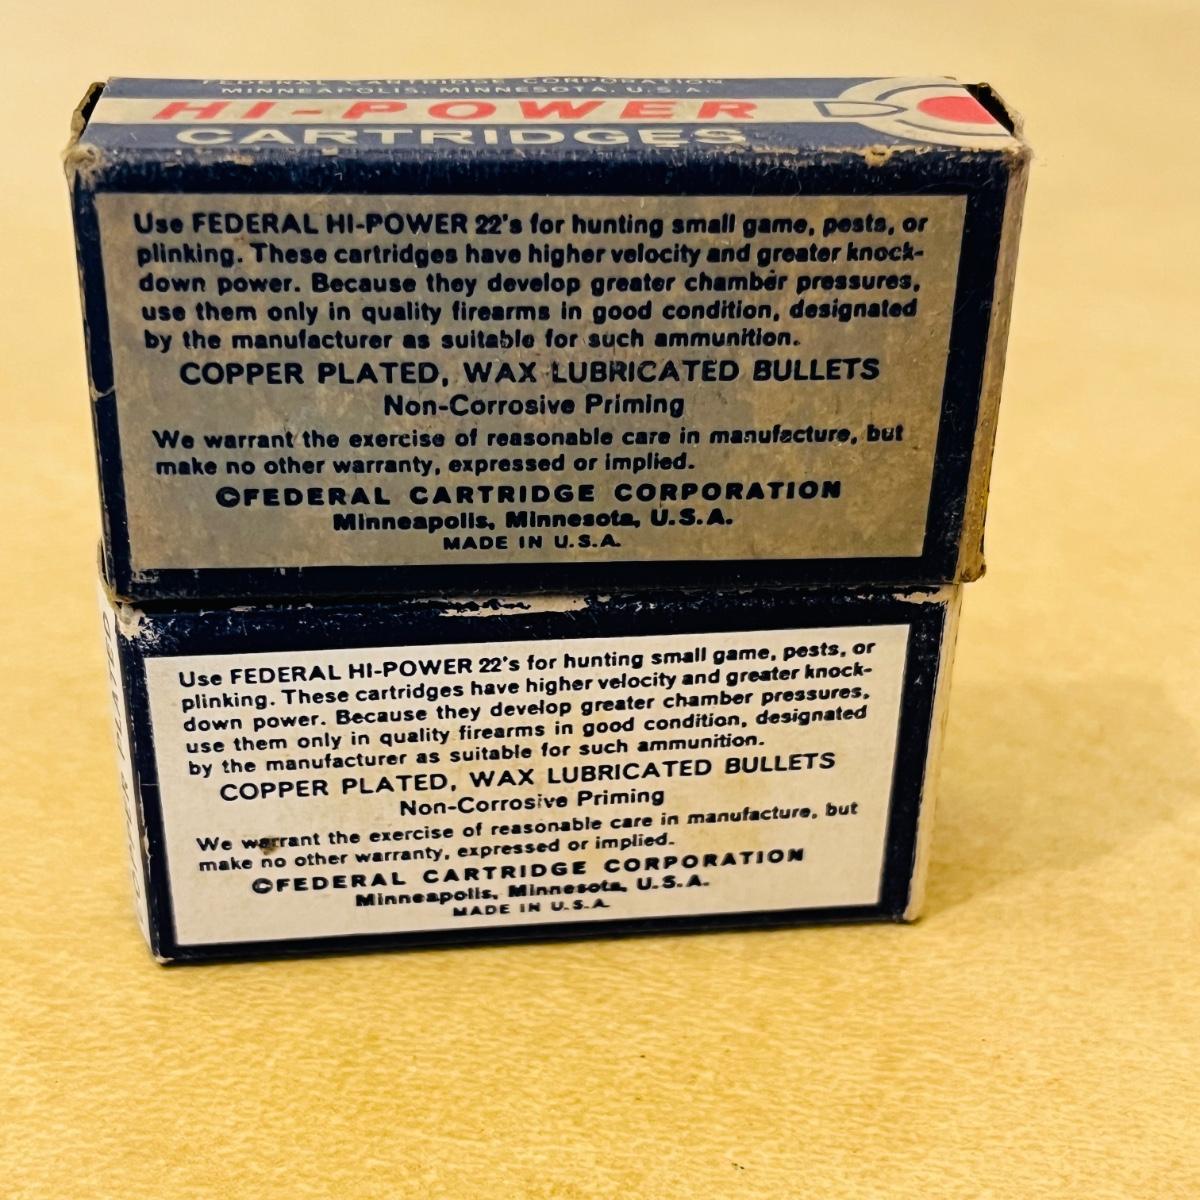 FEDERAL CARTRIDGE CORPORATION
MINNEAPOLIS, MINNESOTA, U.S.A.
HI-POWER
CARTRIDGES
Use FEDERAL HI-POWER 22's for hunting small game, pests, or
plinking. These cartridges have higher velocity and greater knock-
down power. Because they develop greater chamber pressures,
use them only in quality firearms in good condition, designated
by the manufacturer as suitable for such ammunition.
COPPER PLATED, WAX LUBRICATED BULLETS
Non-Corrosive Priming
We warrant the exercise of reasonable care in manufacture, but
make no other warranty, expressed or implied.
©FEDERAL CARTRIDGE CORPORATION
Minneapolis, Minnesota, U.S.A.
MADE IN U.S.A.
Use FEDERAL HI-POWER 22's for hunting small game, pests, or
plinking. These cartridges have higher velocity and greater knock-
down power. Because they develop greater chamber pressures,
use them only in quality firearms in good condition, designated
by the manufacturer as suitable for such ammunition.
COPPER PLATED, WAX LUBRICATED BULLETS
Non-Corrosive Priming
We warrant the exercise of reasonable care in manufacture, but
make no other warranty, expressed or implied.
©FEDERAL CARTRIDGE CORPORATION
Minneapolis, Minnesota, U.S.A.
MADE IN U.S.A.